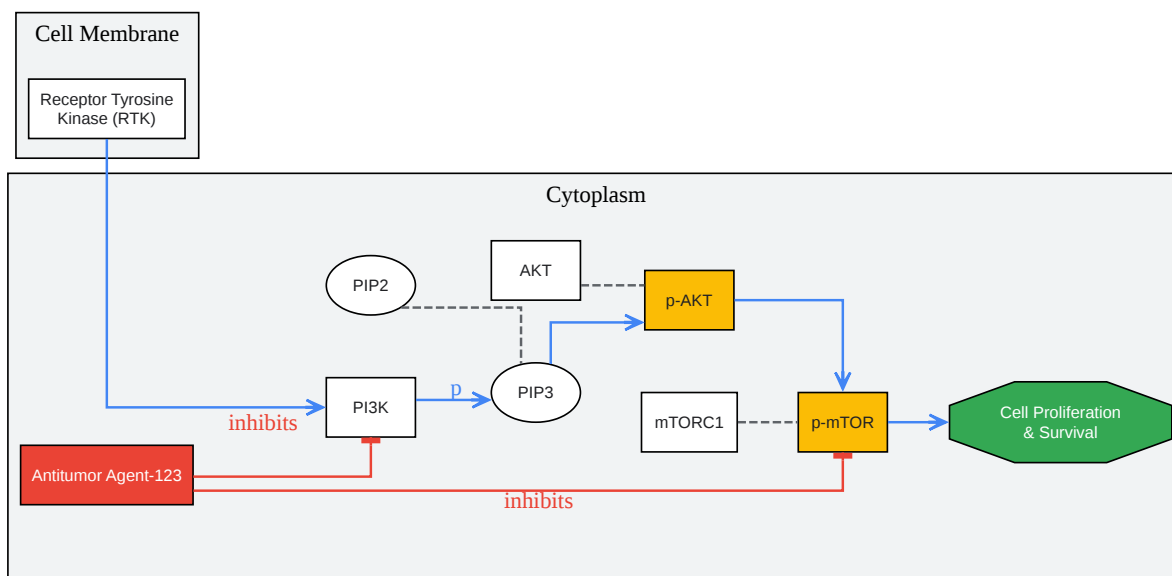 Cell Membrane
Receptor Tyrosine
Kinase (RTK)
Cytoplasm
AKT
PIP2
p-AKT
p
PIP3
PI3K
inhibits
mTORC1
p-mTOR
Cell Proliferation
& Survival
Antitumor Agent-123
inhibits